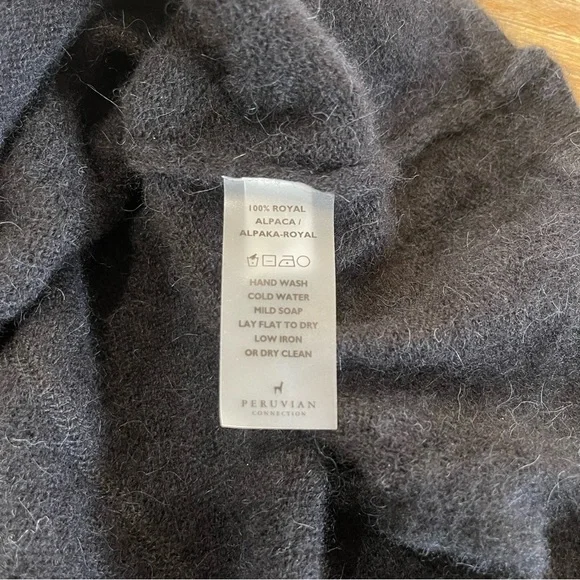 100% ROYAL
ALPACA /
ALPAKA-ROYAL
HAND WASH
COLD WATER
MILD SOAP
LAY FLAT TO DRY
LOW IRON
OR DRY CLEAN
PERUVIAN
CONNECTION